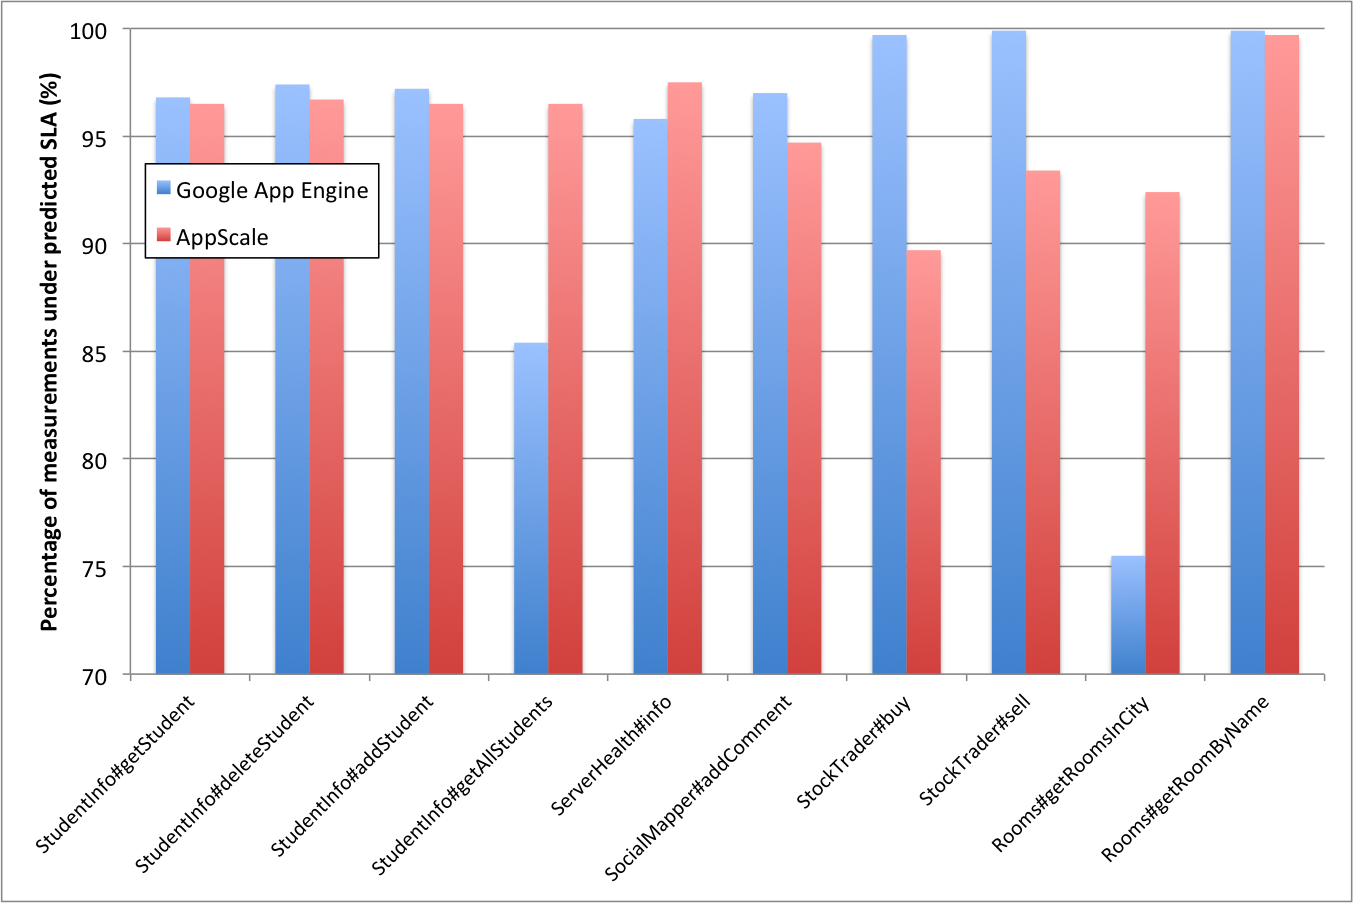 Percentage of measurements under predicted SLA (%)
100
95
90
85
80
75
70
Google App Engine
AppScale
StudentInfo#getStudent
StudentInfo#deleteStudent
StudentInfo#addStudent
StudentInfo#getAllStudents
ServerHealth#info
SocialMapper#addComment
StockTrader#buy
StockTrader#sell
Rooms#getRoomsInCity
Rooms#getRoomByName